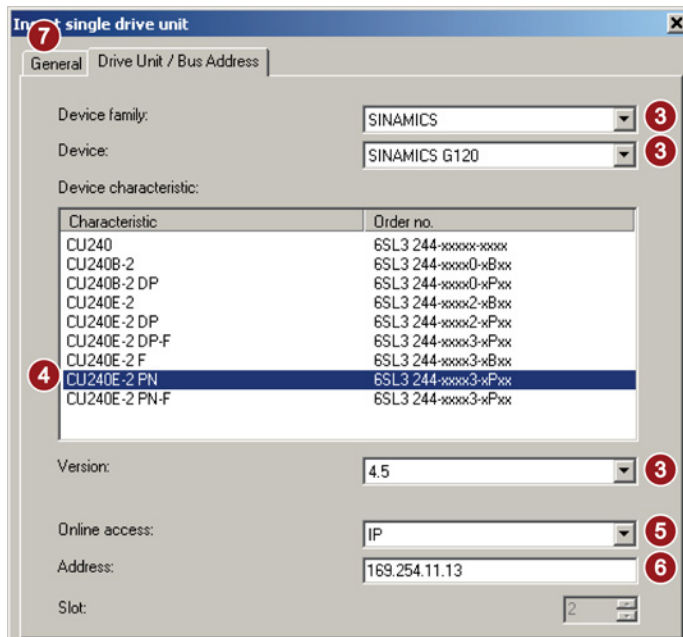 In t single drive unit
7
General Drive Unit / Bus Address
Device family: SINAMICS 3
Device: SINAMICS G120 3
Device characteristic:
Characteristic Order no.
CU240 6SL3 244-xxxxx-xxxx
CU240B-2 6SL3 244-xxxx0-xBxx
CU240B-2 DP 6SL3 244-xxxx0-xPxx
CU240E-2 6SL3 244-xxxx2-xBxx
CU240E-2 DP 6SL3 244-xxxx2-xPxx
CU240E-2 DP-F 6SL3 244-xxxx3-xPxx
CU240E-2 F 6SL3 244-xxxx3-xBxx
4 CU240E-2 PN 6SL3 244-xxxx3-xPxx
CU240E-2 PN-F 6SL3 244-xxxx3-xPxx
Version: 4.5 3
Online access: IP 5
Address: 169.254.11.13 6
Slot: 2